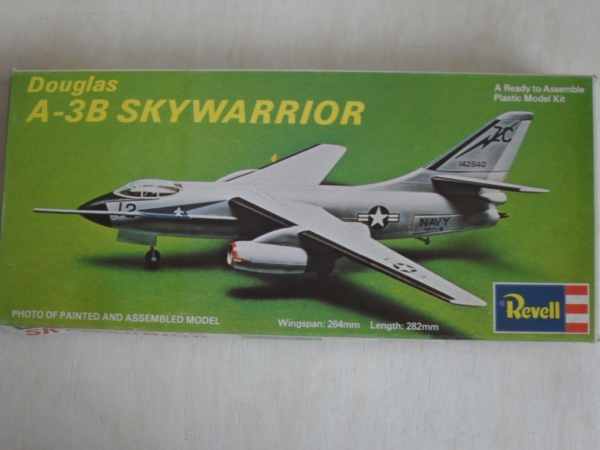 Douglas
A-3B SKYWARRIOR
A Ready to Assemble
Plastic Model Kit
ZC
142640
12
NAVY
Revell
PHOTO OF PAINTED AND ASSEMBLED MODEL
Wingspan: 264mm Length: 282mm